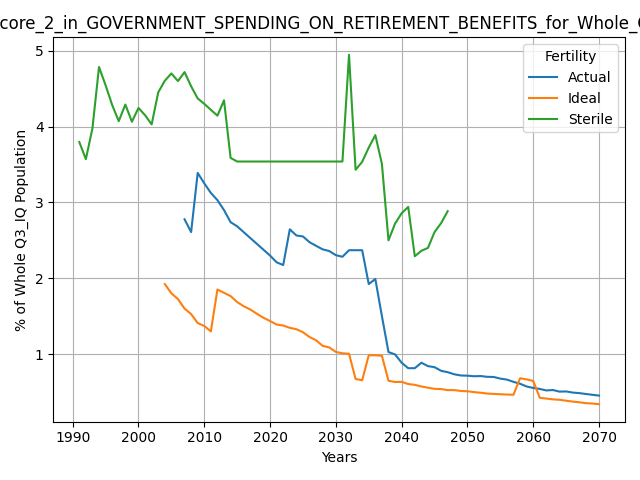 core_2_in_GOVERNMENT_SPENDING_ON_RETIREMENT_BENEFITS_for_Whole_
Fertility
Actual
Ideal
Sterile
% of Whole Q3_IQ Population
5
4
3
2
1
1990 2000 2010 2020 2030 2040 2050 2060 2070
Years